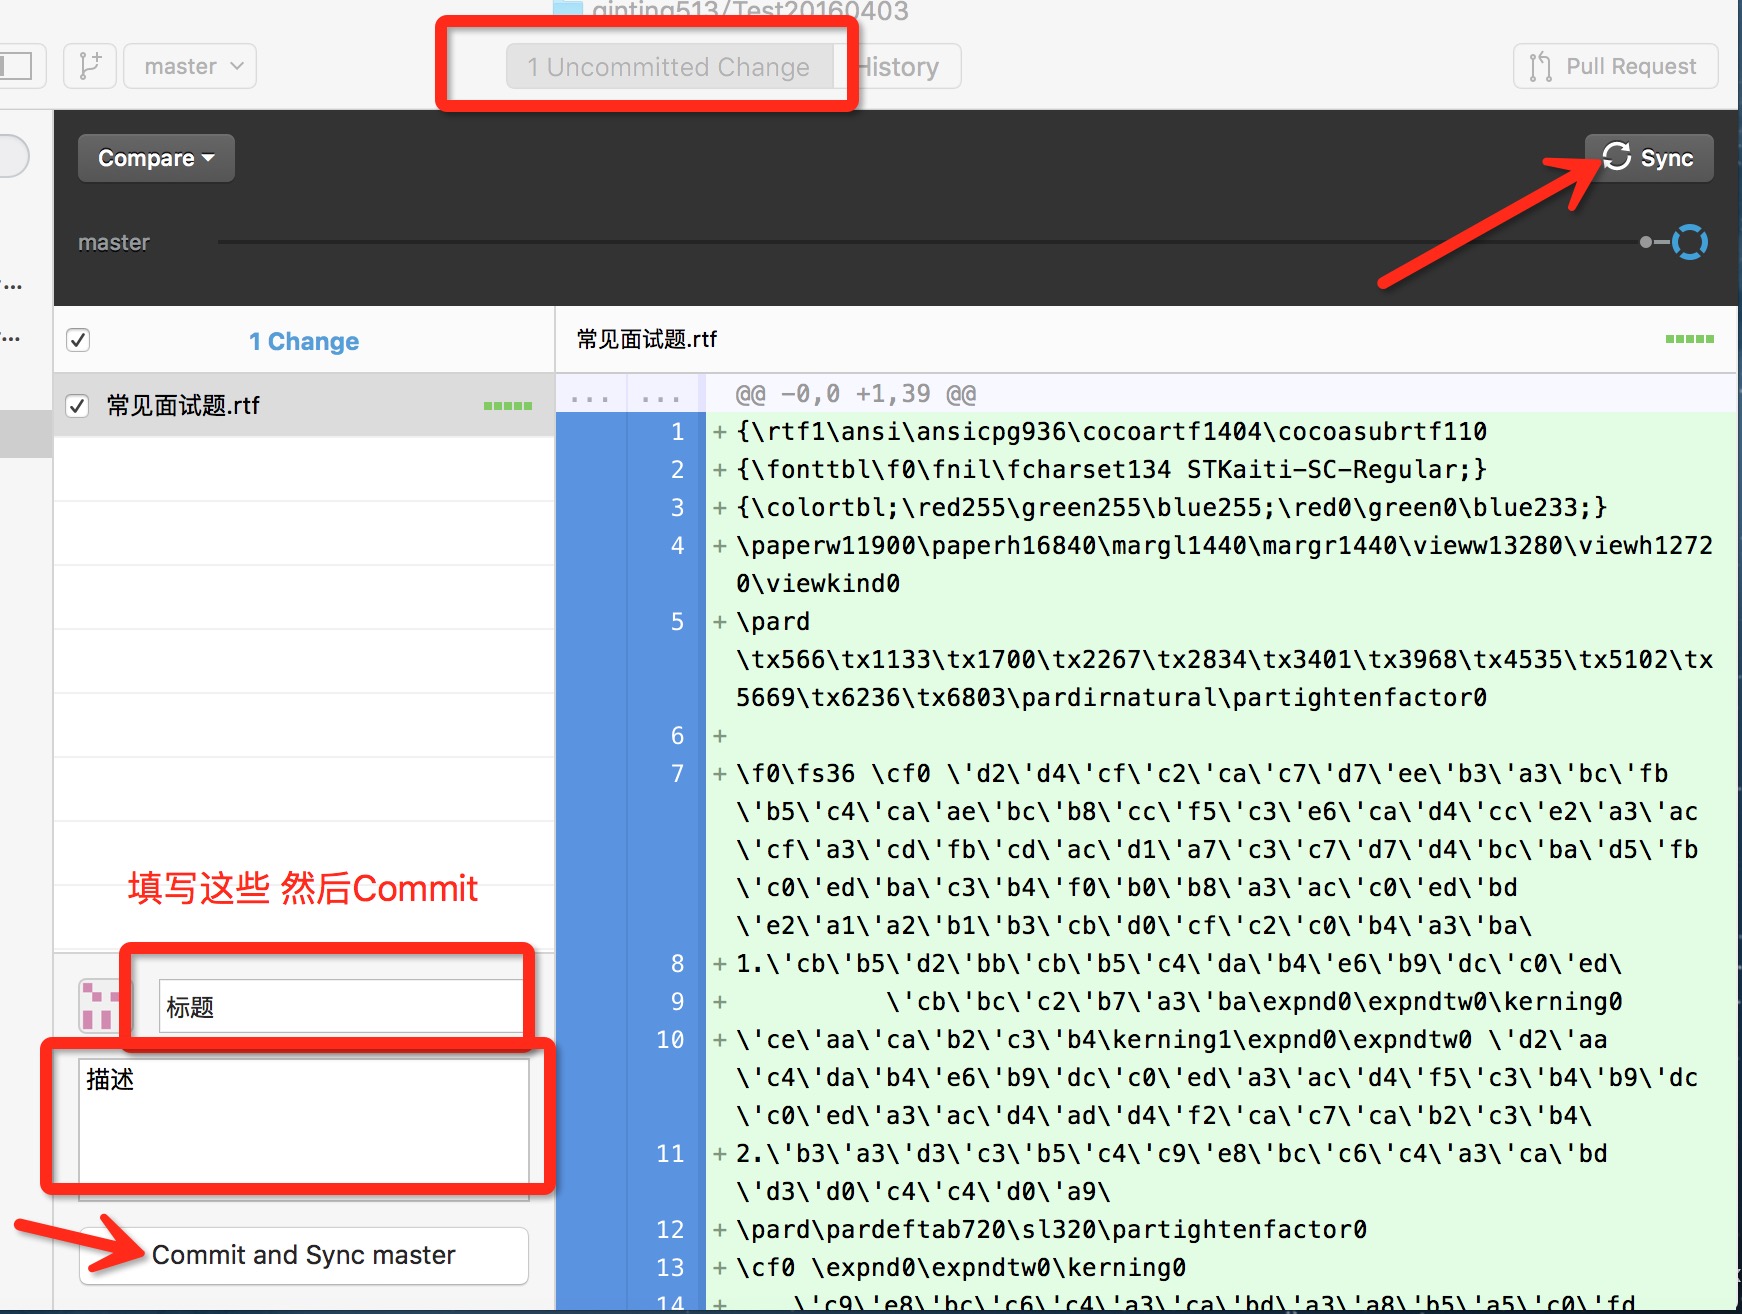 ginting513/Test20160403
master
1 Uncommitted Change
History
Pull Request
Compare
Sync
master
1 Change
常见面试题.rtf
常见面试题.rtf
... ... @@ -0,0 +1,39 @@
1 +{\rtf1\ansi\ansicpg936\cocoartf1404\cocoasubrtf110
2 +{\fonttbl\f0\fnil\fcharset134 STKaiti-SC-Regular;}
3 +{\colortbl;\red255\green255\blue255;\red0\green0\blue233;}
4 +\paperw11900\paperh16840\margl1440\margr1440\vieww13280\viewh1272
0\viewkind0
5 +\pard
\tx566\tx1133\tx1700\tx2267\tx2834\tx3401\tx3968\tx4535\tx5102\tx
5669\tx6236\tx6803\pardirnatural\partightenfactor0
6 +
7 +\f0\fs36 \cf0 \'d2\'d4\'cf\'c2\'ca\'c7\'d7\'ee\'b3\'a3\'bc\'fb
\'b5\'c4\'ca\'ae\'bc\'b8\'cc\'f5\'c3\'e6\'ca\'d4\'cc\'e2\'a3\'ac
\'cf\'a3\'cd\'fb\'cd\'ac\'d1\'a7\'c3\'c7\'d7\'d4\'bc\'ba\'d5\'fb
\'c0\'ed\'ba\'c3\'b4\'f0\'b0\'b8\'a3\'ac\'c0\'ed\'bd
\'e2\'a1\'a2\'b1\'b3\'cb\'d0\'cf\'c2\'c0\'b4\'a3\'ba\
8 +1.\'cb\'b5\'d2\'bb\'cb\'b5\'c4\'da\'b4\'e6\'b9\'dc\'c0\'ed\
9 + \'cb\'bc\'c2\'b7\'a3\'ba\expnd0\expndtw0\kerning0
10 +\'ce\'aa\'ca\'b2\'c3\'b4\kerning1\expnd0\expndtw0 \'d2\'aa
\'c4\'da\'b4\'e6\'b9\'dc\'c0\'ed\'a3\'ac\'d4\'f5\'c3\'b4\'b9\'dc
\'c0\'ed\'a3\'ac\'d4\'ad\'d4\'f2\'ca\'c7\'ca\'b2\'c3\'b4\
11 +2.\'b3\'a3\'d3\'c3\'b5\'c4\'c9\'e8\'bc\'c6\'c4\'a3\'ca\'bd
\'d3\'d0\'c4\'c4\'d0\'a9\
12 +\pard\pardeftab720\sl320\partightenfactor0
13 +\cf0 \expnd0\expndtw0\kerning0
14 + \'c9\'e8\'bc\'c6\'c4\'a3\'ca\'bd\'a3\'a8\'b5\'a5\'c0\'fd
填写这些 然后Commit
标题
描述
Commit and Sync master